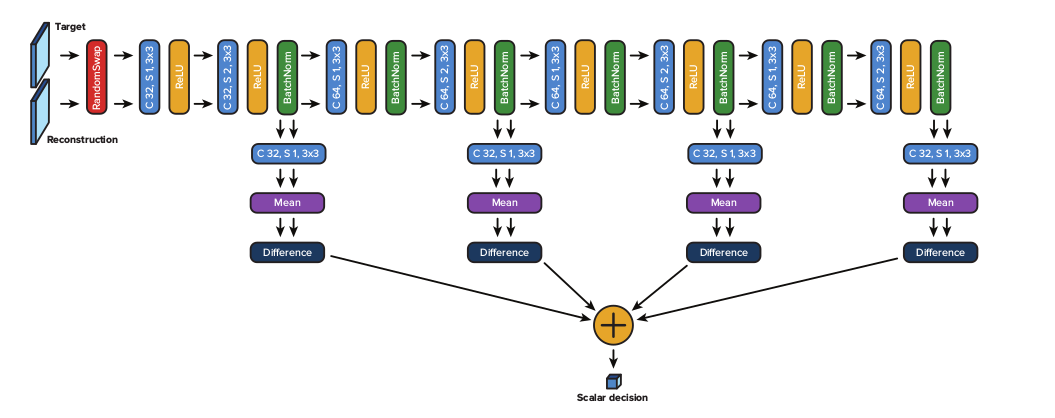 Target
RandomSwap
C 32, S 1, 3x3
ReLU
C 32, S 2, 3x3
ReLU
BatchNorm
C 64, S 1, 3x3
ReLU
BatchNorm
C 64, S 2, 3x3
ReLU
BatchNorm
C 64, S 1, 3x3
ReLU
BatchNorm
C 64, S 2, 3x3
ReLU
BatchNorm
C 64, S 1, 3x3
ReLU
BatchNorm
C 64, S 2, 3x3
ReLU
BatchNorm
Reconstruction
C 32, S 1, 3x3
C 32, S 1, 3x3
C 32, S 1, 3x3
C 32, S 1, 3x3
Mean
Mean
Mean
Mean
Difference
Difference
Difference
Difference
Scalar decision